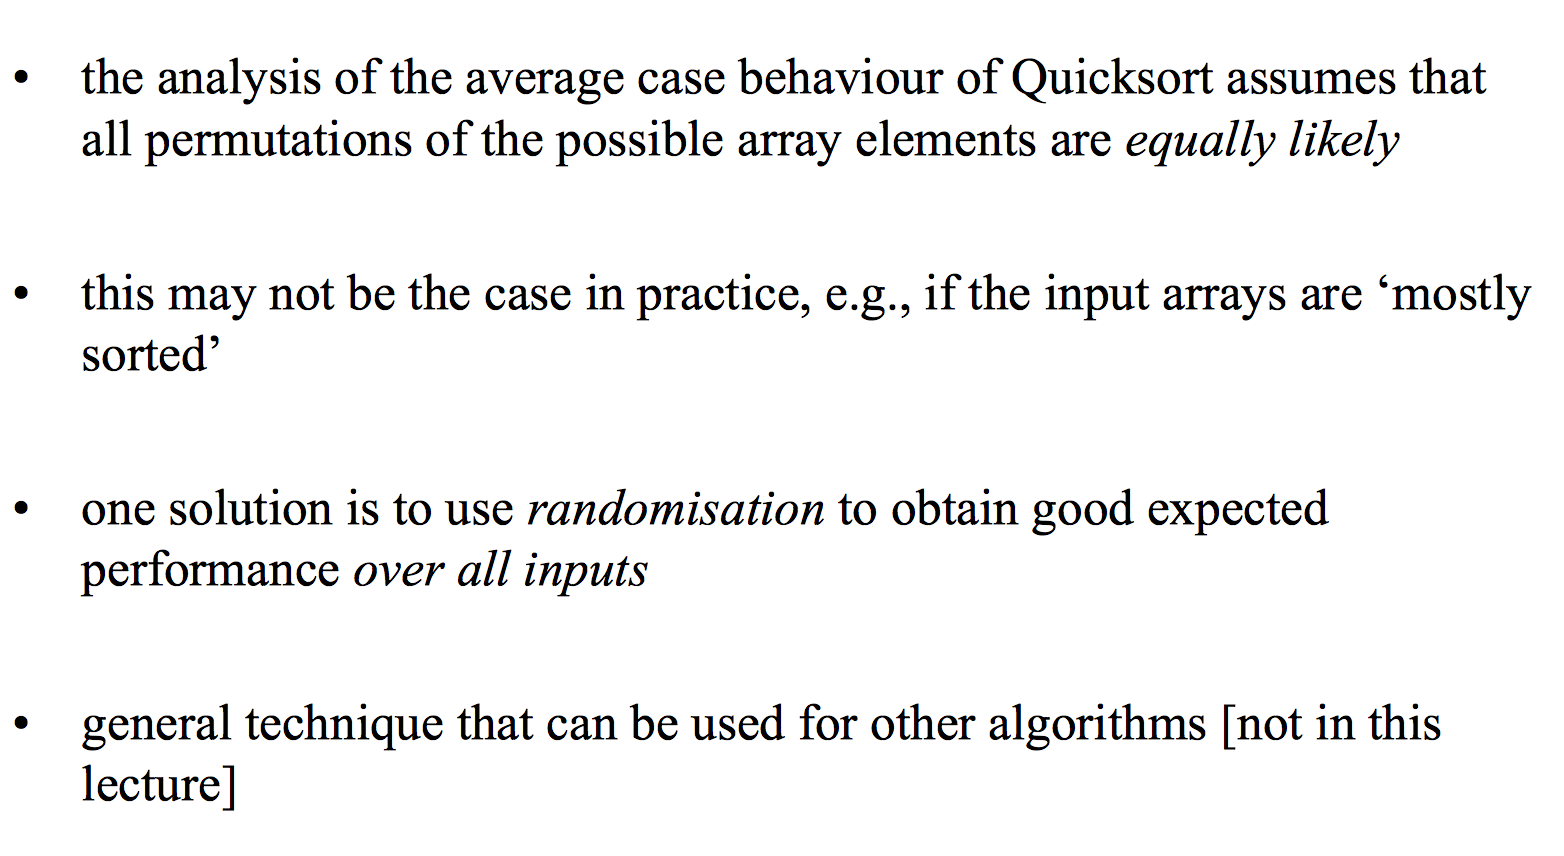 • the analysis of the average case behaviour of Quicksort assumes that
all permutations of the possible array elements are equally likely
• this may not be the case in practice, e.g., if the input arrays are ‘mostly
sorted’
• one solution is to use randomisation to obtain good expected
performance over all inputs
• general technique that can be used for other algorithms [not in this
lecture]